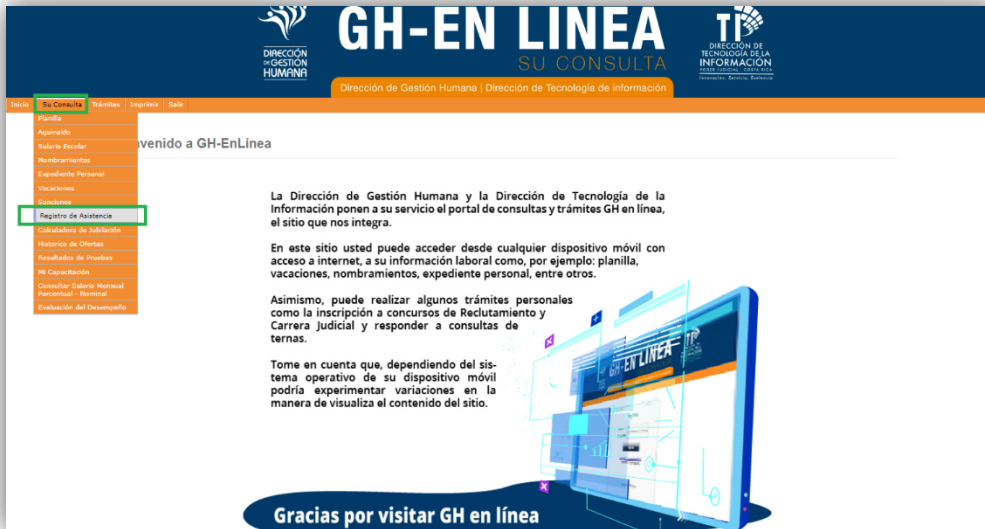 DIRECCIÓN
DE GESTIÓN
HUMANA
GH-EN LINEA
SU CONSULTA
Dirección de Gestión Humana | Dirección de Tecnología de información
TI
DIRECCIÓN DE
TECNOLOGÍA DE LA
INFORMACIÓN
PODER JUDICIAL - COSTA RICA
Innovación, Servicio, Excelencia
Inicio Su Consulta Trámites Imprimir Salir
Planilla
Aguinaldo
Salario Escolar
Nombramientos
Expediente Personal
Vacaciones
Sanciones
Registro de Asistencia
Calculadora de Jubilación
Historico de Ofertas
Resultados de Pruebas
Mi Capacitación
Consultar Salario Mensual
Porcentual - Nominal
Evaluación del Desempeño
venido a GH-EnLínea
La Dirección de Gestión Humana y la Dirección de Tecnología de la
Información ponen a su servicio el portal de consultas y trámites GH en línea,
el sitio que nos integra.
En este sitio usted puede acceder desde cualquier dispositivo móvil con
acceso a internet, a su información laboral como, por ejemplo: planilla,
vacaciones, nombramientos, expediente personal, entre otros.
Asimismo, puede realizar algunos trámites personales
como la inscripción a concursos de Reclutamiento y
Carrera Judicial y responder a consultas de
ternas.
Tome en cuenta que, dependiendo del sis-
tema operativo de su dispositivo móvil
podría experimentar variaciones en la
manera de visualiza el contenido del sitio.
GH-EN LINEA
Gracias por visitar GH en línea